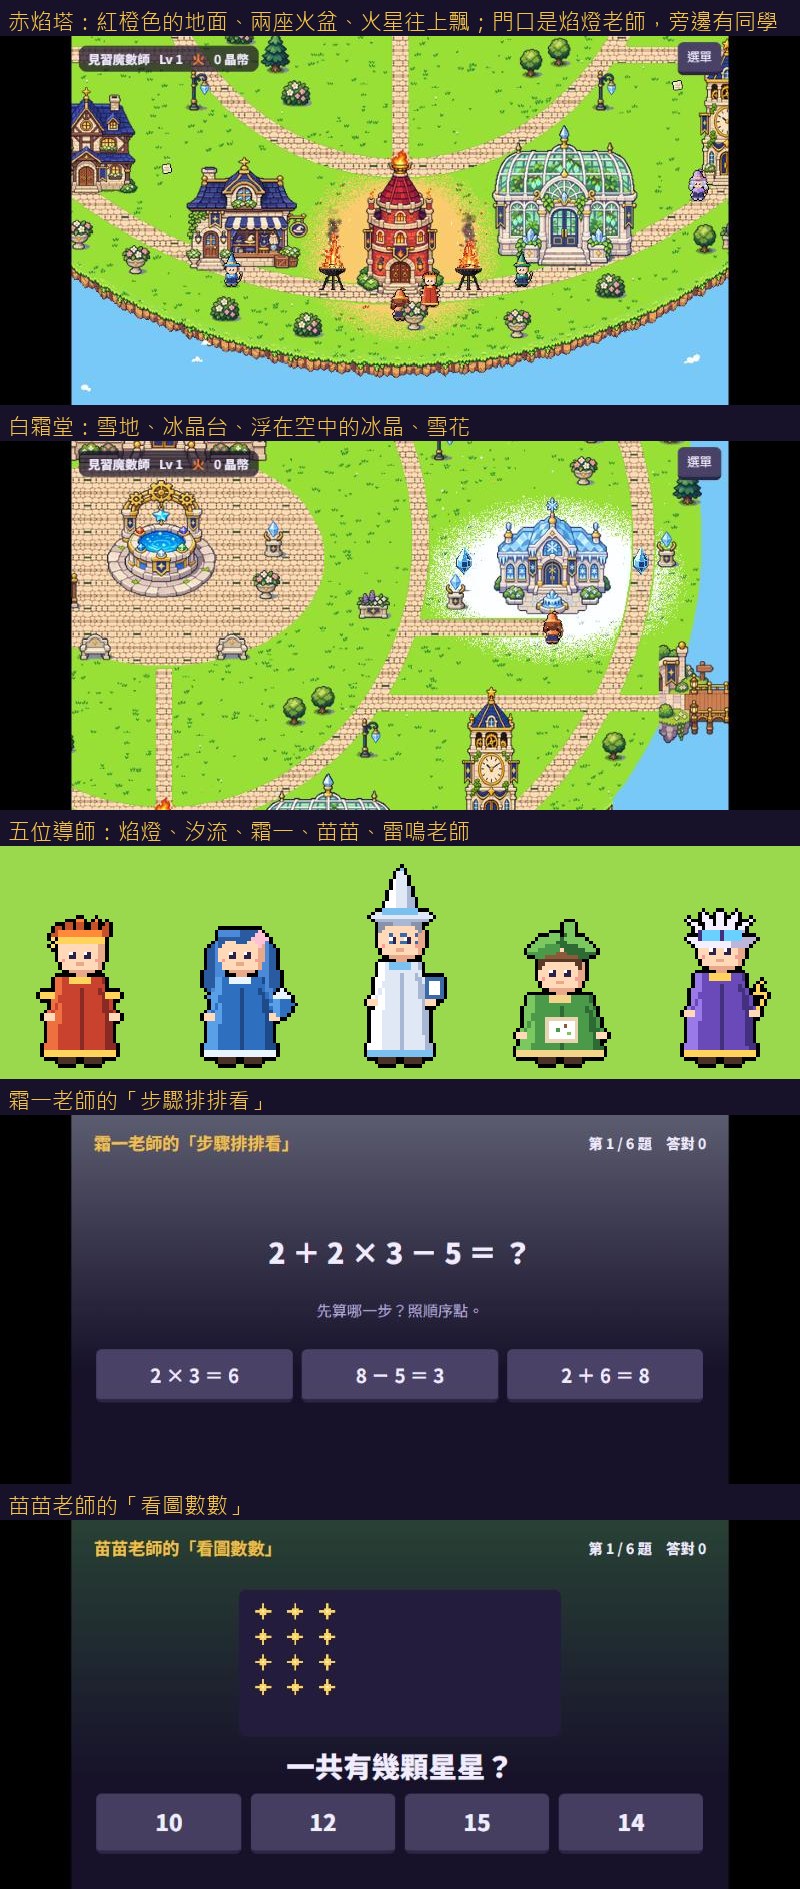 赤焰塔：紅橙色的地面、兩座火盆、火星往上飄；門口是焰燈老師，旁邊有同學
見習魔數師 Lv 1 火 0 晶幣
選單
白霜堂：雪地、冰晶台、浮在空中的冰晶、雪花
見習魔數師 Lv 1 火 0 晶幣
選單
五位導師：焰燈、汐流、霜一、苗苗、雷鳴老師
霜一老師的「步驟排排看」
霜一老師的「步驟排排看」 第 1 / 6 題 答對 0
2 ＋ 2 × 3 － 5 ＝ ？
先算哪一步？照順序點。
2 × 3 ＝ 6 8 － 5 ＝ 3 2 ＋ 6 ＝ 8
苗苗老師的「看圖數數」
苗苗老師的「看圖數數」 第 1 / 6 題 答對 0
一共有幾顆星星？
10 12 15 14